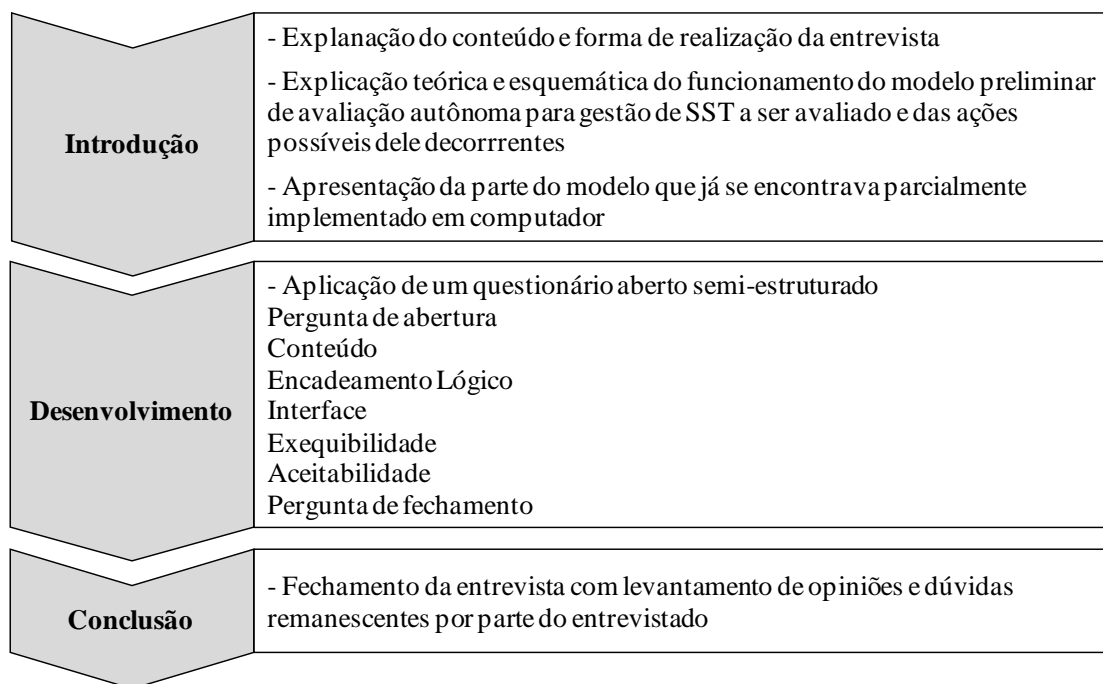 Introdução
- Explanação do conteúdo e forma de realização da entrevista
- Explicação teórica e esquemática do funcionamento do modelo preliminar
de avaliação autônoma para gestão de SST a ser avaliado e das ações
possíveis dele decorrrentes
- Apresentação da parte do modelo que já se encontrava parcialmente
implementado em computador
Desenvolvimento
- Aplicação de um questionário aberto semi-estruturado
Pergunta de abertura
Conteúdo
Encadeamento Lógico
Interface
Exequibilidade
Aceitabilidade
Pergunta de fechamento
Conclusão
- Fechamento da entrevista com levantamento de opiniões e dúvidas
remanescentes por parte do entrevistado